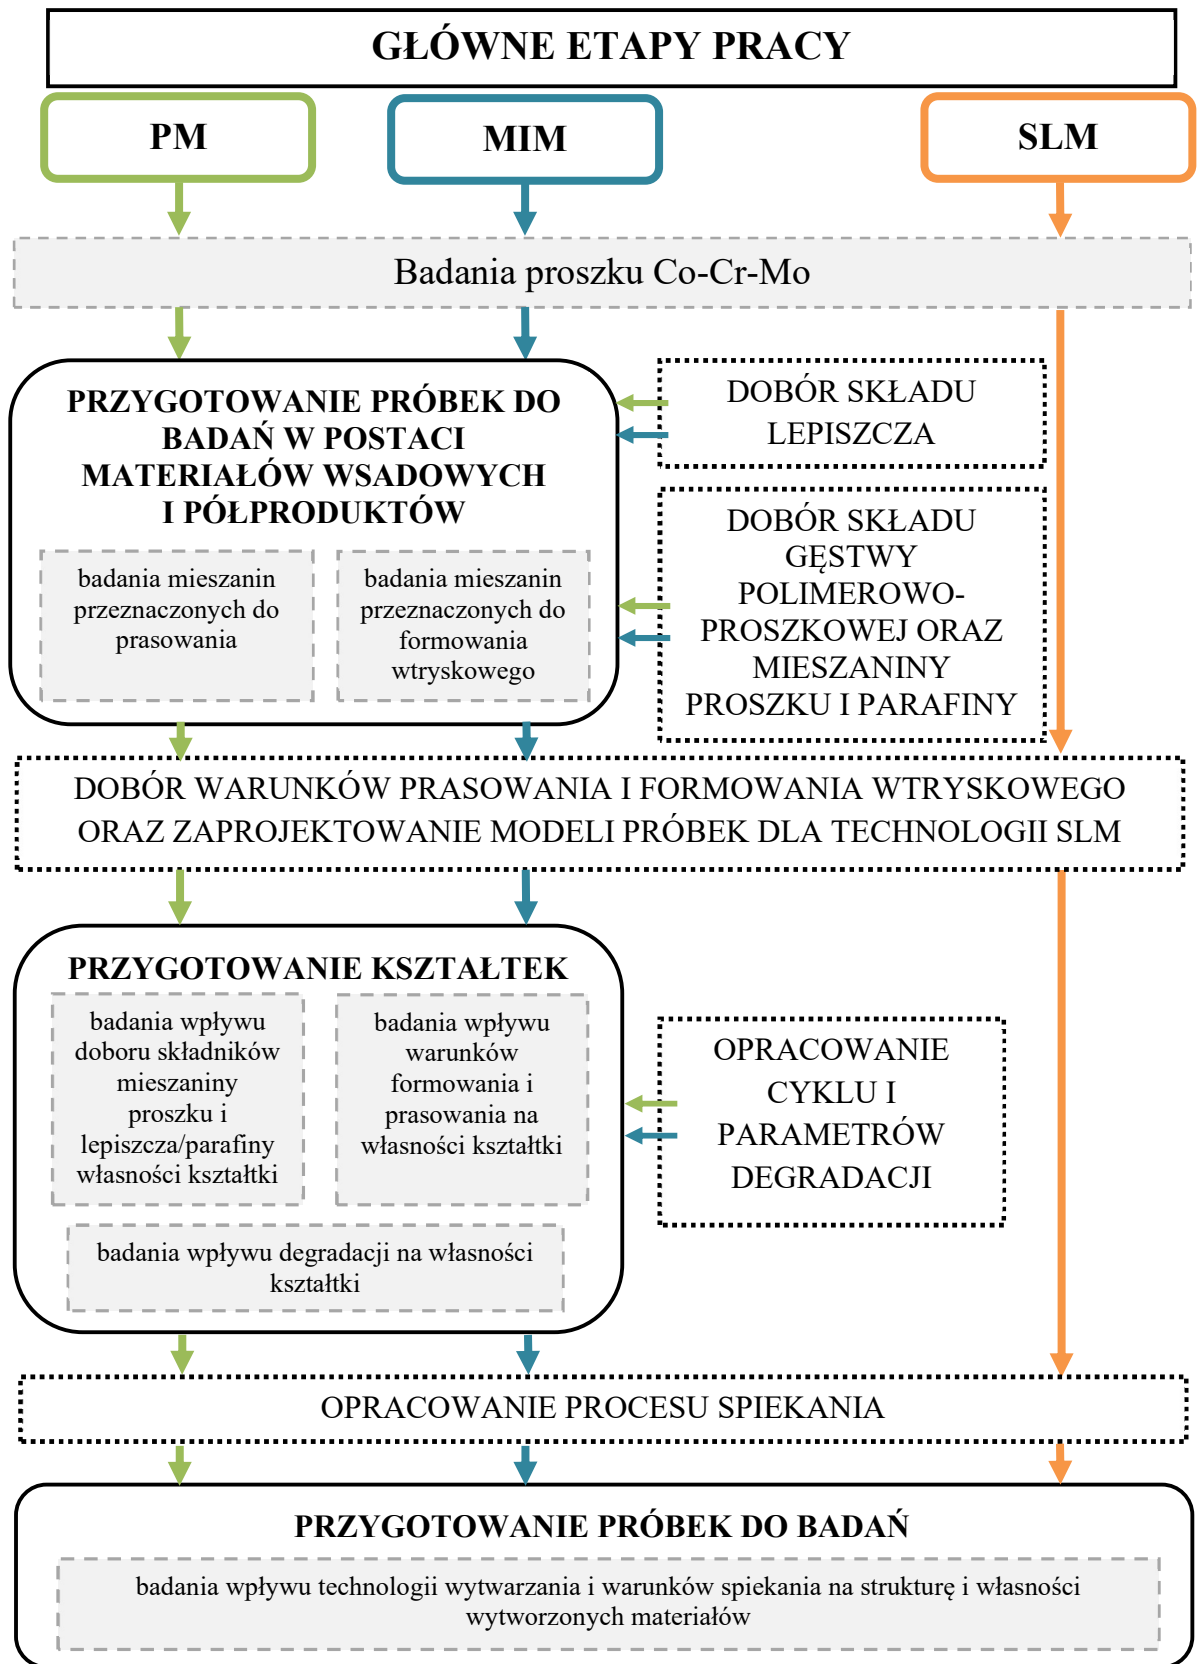 GŁÓWNE ETAPY PRACY
PM
MIM
SLM
Badania proszku Co-Cr-Mo
PRZYGOTOWANIE PRÓBEK DO
BADAŃ W POSTACI
MATERIAŁÓW WSADOWYCH
I PÓŁPRODUKTÓW
badania mieszanin
przeznaczonych do
prasowania
badania mieszanin
przeznaczonych do
formowania
wtryskowego
DOBÓR SKŁADU
LEPISZCZA
DOBÓR SKŁADU
GĘSTWY
POLIMEROWO-
PROSZKOWEJ ORAZ
MIESZANINY
PROSZKU I PARAFINY
DOBÓR WARUNKÓW PRASOWANIA I FORMOWANIA WTRYSKOWEGO
ORAZ ZAPROJEKTOWANIE MODELI PRÓBEK DLA TECHNOLOGII SLM
PRZYGOTOWANIE KSZTAŁTEK
badania wpływu
doboru składników
mieszaniny
proszku i
lepiszcza/parafiny
własności kształtki
badania wpływu
warunków
formowania i
prasowania na
własności kształtki
badania wpływu degradacji na własności
kształtki
OPRACOWANIE
CYKLU I
PARAMETRÓW
DEGRADACJI
OPRACOWANIE PROCESU SPIEKANIA
PRZYGOTOWANIE PRÓBEK DO BADAŃ
badania wpływu technologii wytwarzania i warunków spiekania na strukturę i własności
wytworzonych materiałów